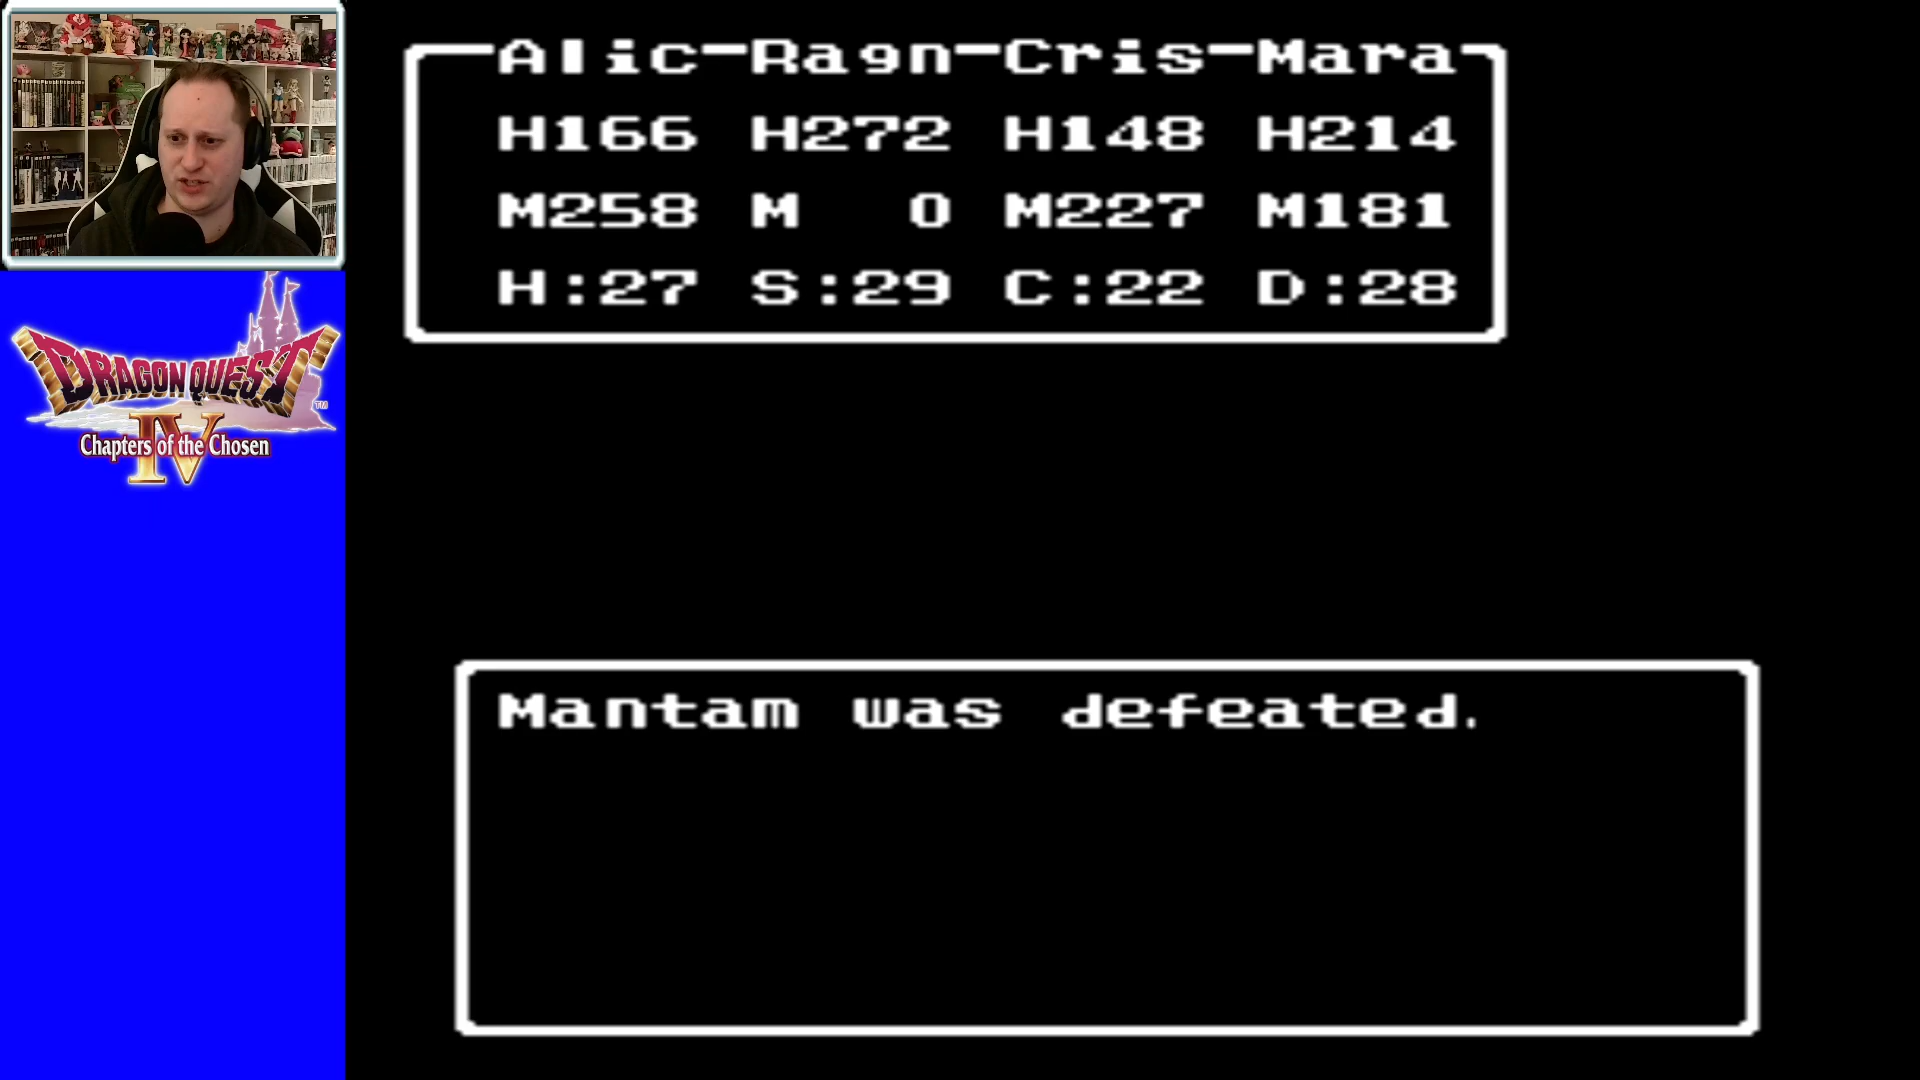 Alic Ragn Cris Mara
H166 H272 H148 H214
M258 M 0 M227 M181
H:27 S:29 C:22 D:28
DRAGON QUEST
TM
IV
Chapters of the Chosen
Mantam was defeated.